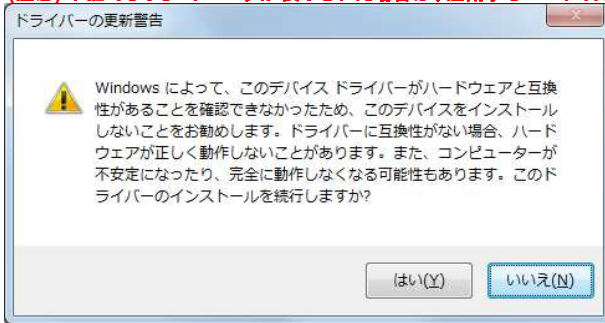 ドライバーの更新警告
Windows によって、このデバイス ドライバーがハードウェアと互換
性があることを確認できなかったため、このデバイスをインストール
しないことをお勧めします。ドライバーに互換性がない場合、ハード
ウェアが正しく動作しないことがあります。また、コンピューターが
不安定になったり、完全に動作しなくなる可能性もあります。このド
ライバーのインストールを続行しますか?
はい(Y)
いいえ(N)